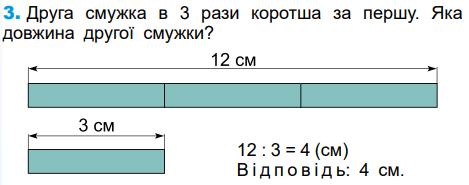 3. Друга смужка в 3 рази коротша за першу. Яка
довжина другої смужки?
12 см
3 см
12 : 3 = 4 (см)
Відповідь: 4 см.